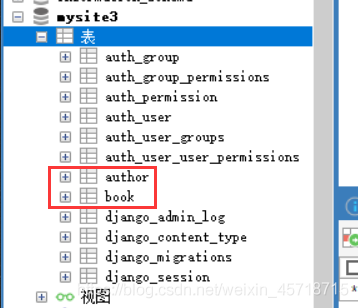 mysite3
表
auth_group
auth_group_permissions
auth_permission
auth_user
auth_user_groups
auth_user_user_permissions
author
book
django_admin_log
django_content_type
django_migrations
django_session
视图
https://blog.csdn.net/weixin_45718715